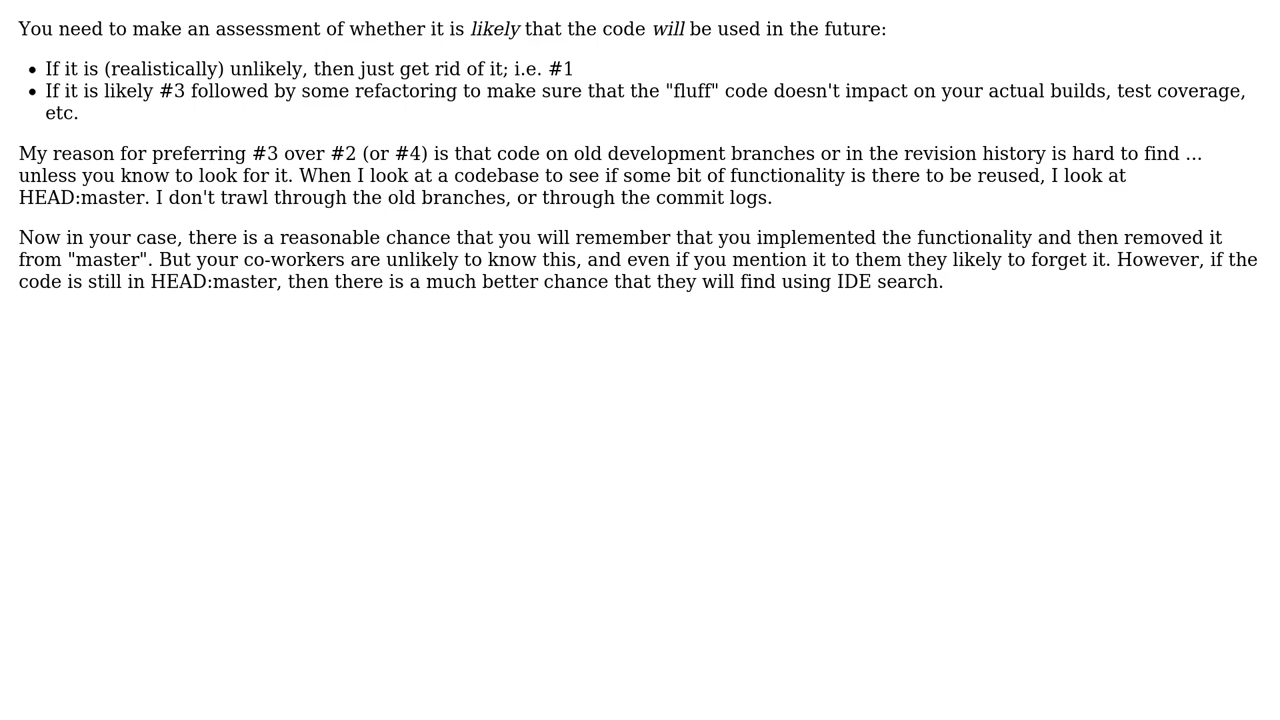 You need to make an assessment of whether it is likely that the code will be used in the future:
• If it is (realistically) unlikely, then just get rid of it; i.e. #1
• If it is likely #3 followed by some refactoring to make sure that the "fluff" code doesn't impact on your actual builds, test coverage,
etc.
My reason for preferring #3 over #2 (or #4) is that code on old development branches or in the revision history is hard to find ...
unless you know to look for it. When I look at a codebase to see if some bit of functionality is there to be reused, I look at
HEAD:master. I don't trawl through the old branches, or through the commit logs.
Now in your case, there is a reasonable chance that you will remember that you implemented the functionality and then removed it
from "master". But your co-workers are unlikely to know this, and even if you mention it to them they likely to forget it. However, if the
code is still in HEAD:master, then there is a much better chance that they will find using IDE search.